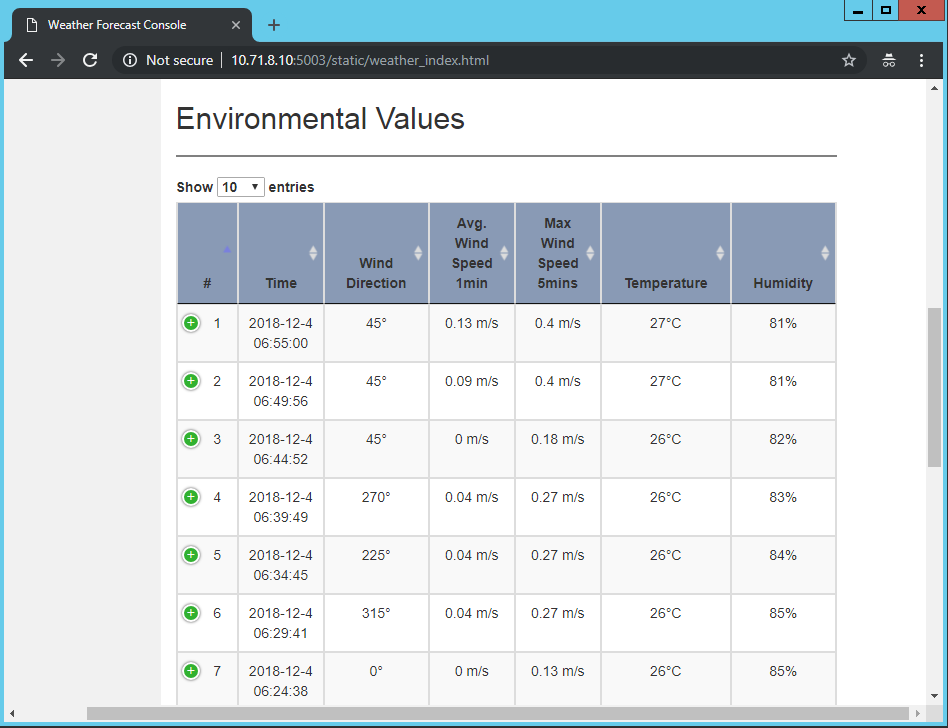 Weather Forecast Console
Not secure | 10.71.8.10:5003/static/weather_index.html
Environmental Values
Show 10 entries
# Time Wind Direction Avg. Wind Speed 1min Max Wind Speed 5mins Temperature Humidity
1 2018-12-4 06:55:00 45° 0.13 m/s 0.4 m/s 27°C 81%
2 2018-12-4 06:49:56 45° 0.09 m/s 0.4 m/s 27°C 81%
3 2018-12-4 06:44:52 45° 0 m/s 0.18 m/s 26°C 82%
4 2018-12-4 06:39:49 270° 0.04 m/s 0.27 m/s 26°C 83%
5 2018-12-4 06:34:45 225° 0.04 m/s 0.27 m/s 26°C 84%
6 2018-12-4 06:29:41 315° 0.04 m/s 0.27 m/s 26°C 85%
7 2018-12-4 06:24:38 0° 0 m/s 0.13 m/s 26°C 85%